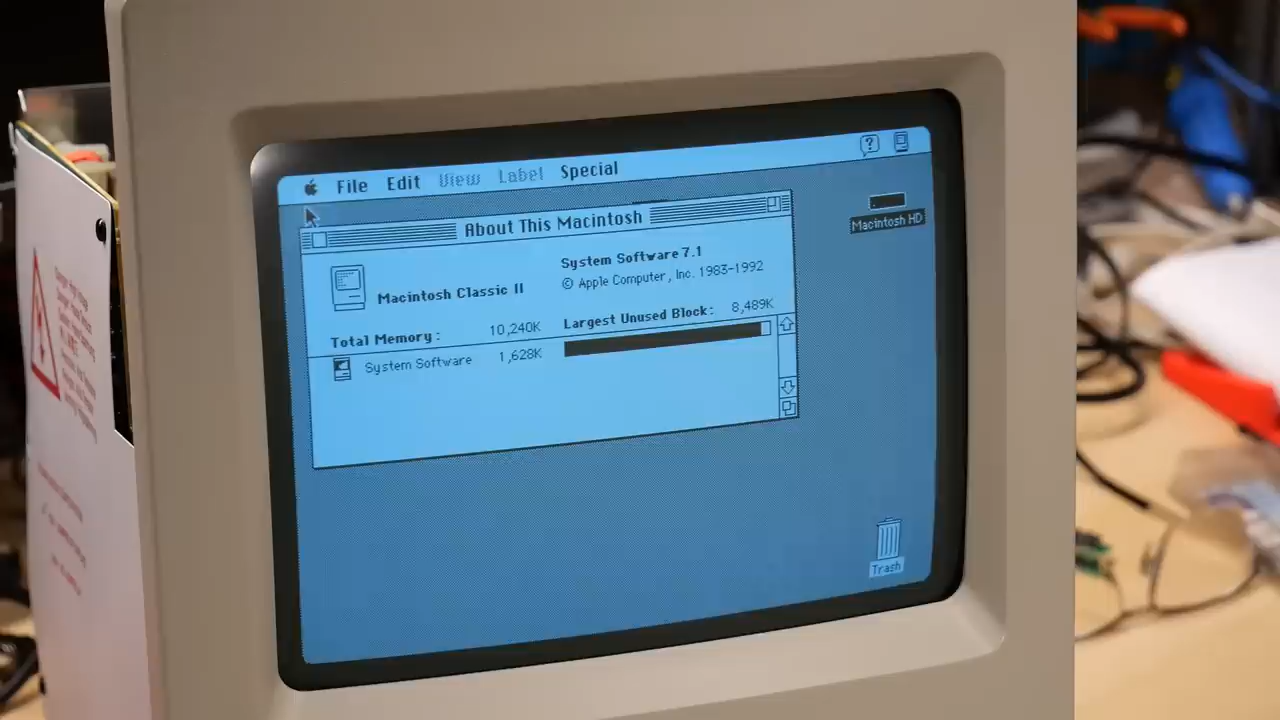 File Edit View Label Special
About This Macintosh
Macintosh HD
System Software 7.1
Macintosh Classic II
© Apple Computer, Inc. 1983-1992
Total Memory : 10,240K Largest Unused Block: 8,489K
System Software 1,628K
Trash